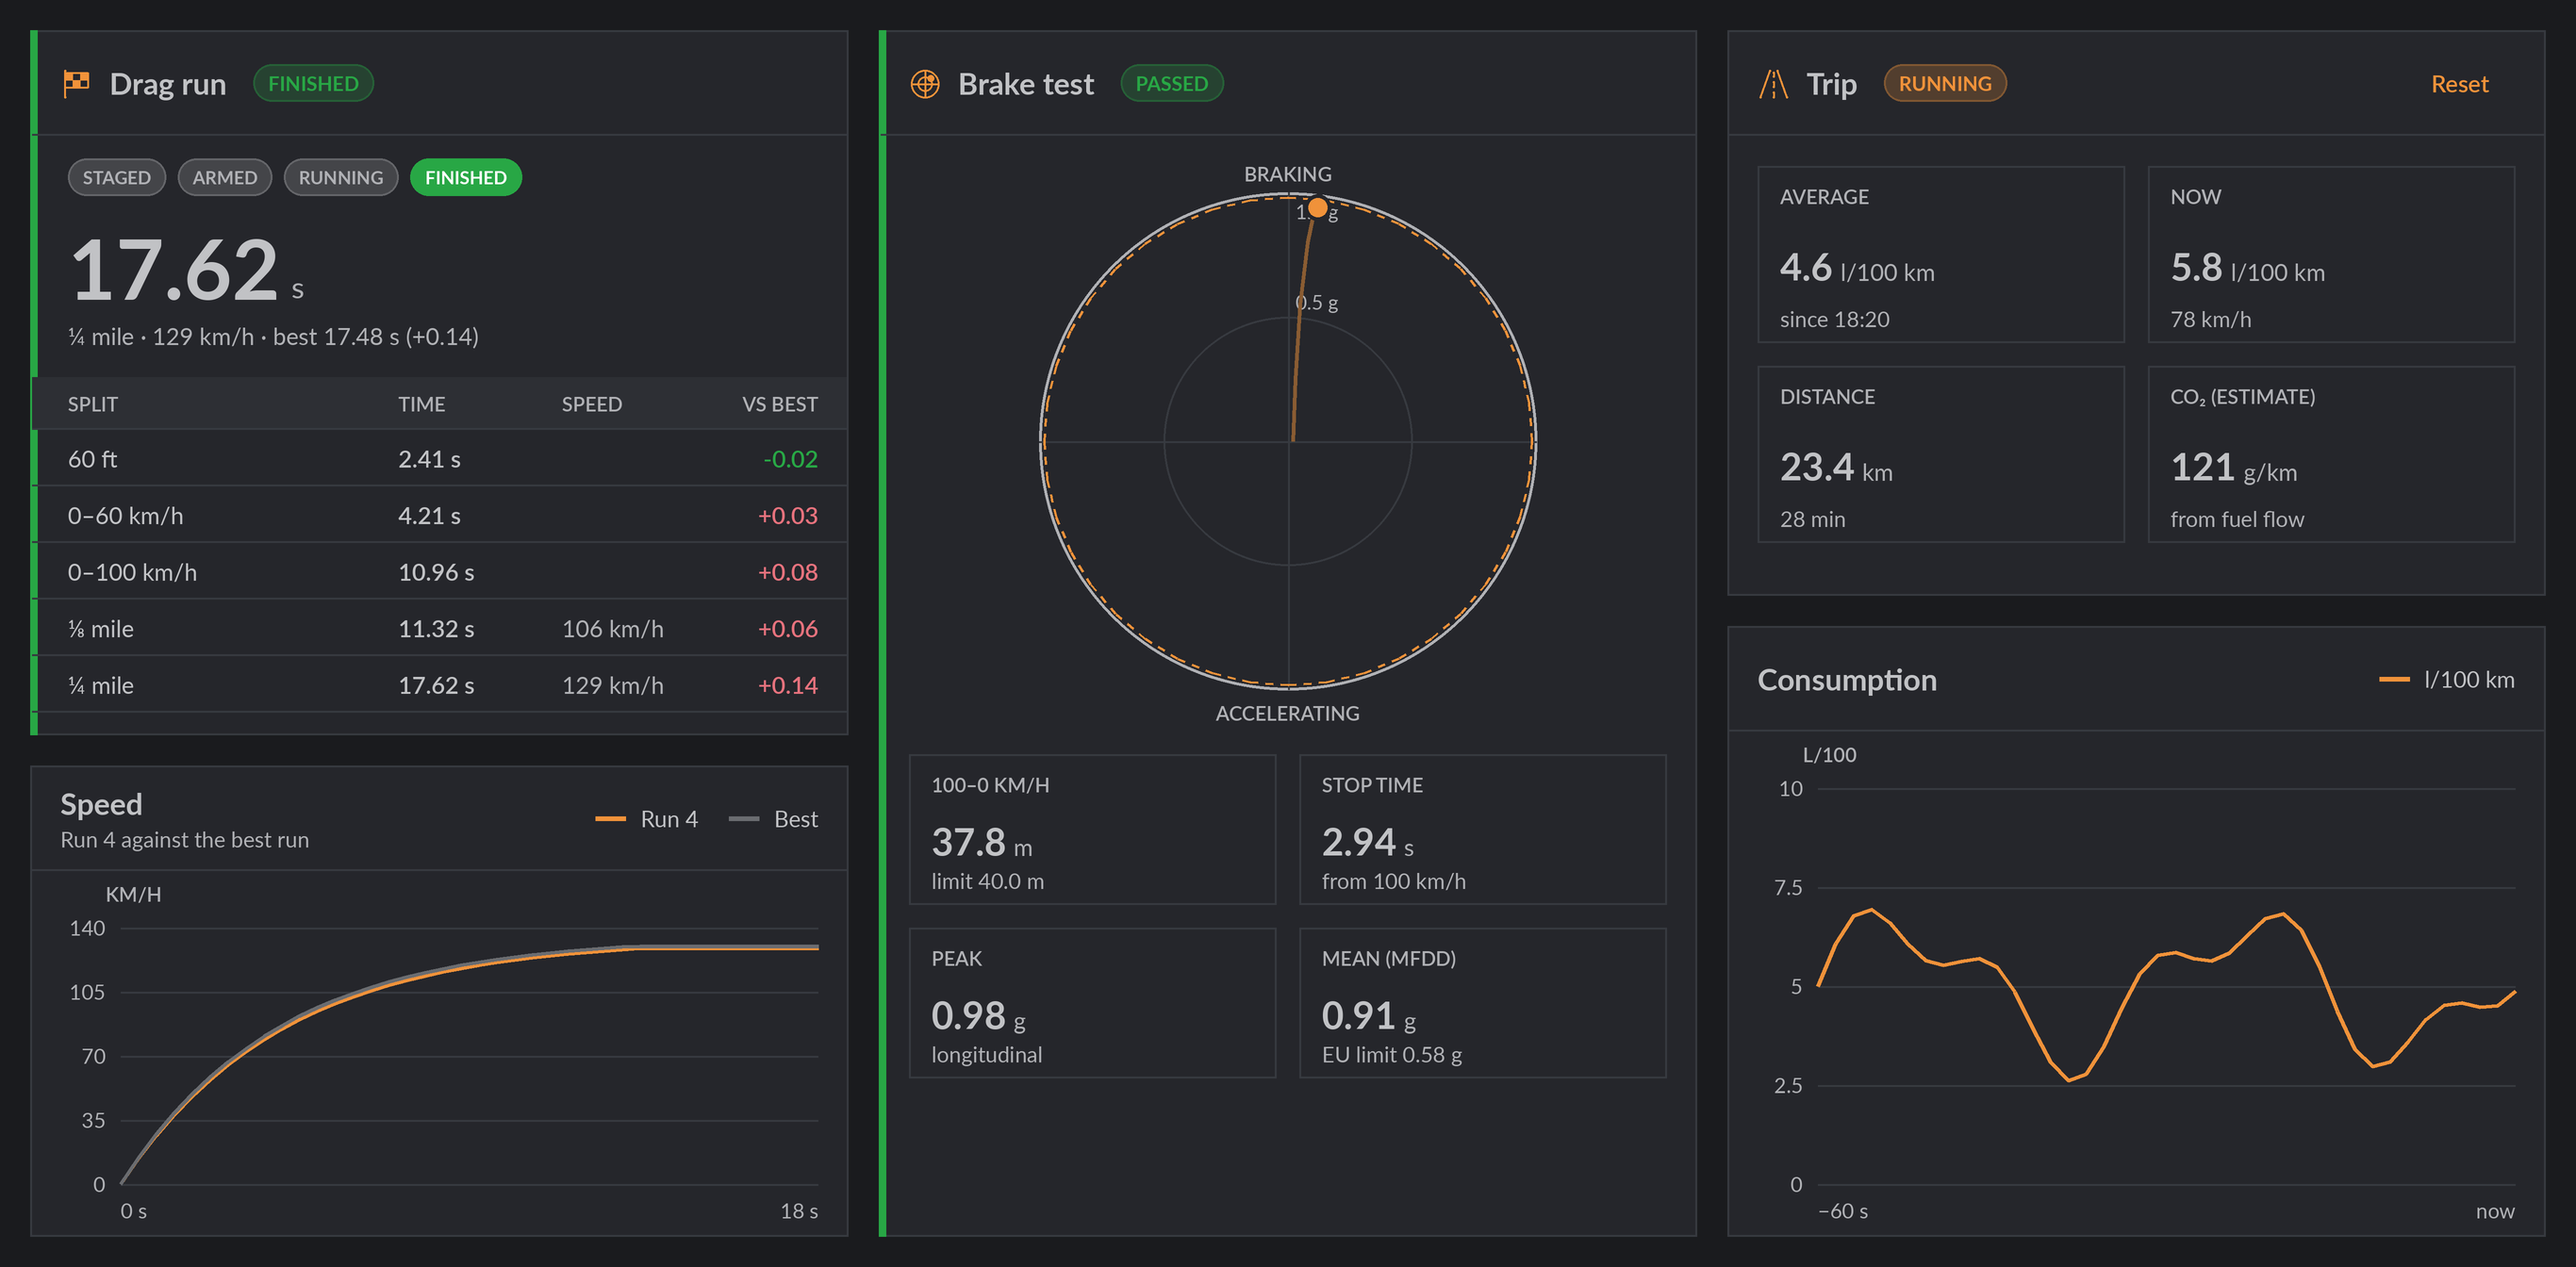 Drag run FINISHED
STAGED ARMED RUNNING FINISHED
17.62 s
¼ mile · 129 km/h · best 17.48 s (+0.14)
SPLIT TIME SPEED VS BEST
60 ft 2.41 s -0.02
0–60 km/h 4.21 s +0.03
0–100 km/h 10.96 s +0.08
⅛ mile 11.32 s 106 km/h +0.06
¼ mile 17.62 s 129 km/h +0.14
Speed
Run 4 against the best run
Run 4 Best
KM/H
140
105
70
35
0
0 s 18 s
Brake test PASSED
BRAKING
0.5 g
ACCELERATING
100–0 KM/H
37.8 m
limit 40.0 m
STOP TIME
2.94 s
from 100 km/h
PEAK
0.98 g
longitudinal
MEAN (MFDD)
0.91 g
EU limit 0.58 g
Trip RUNNING Reset
AVERAGE
4.6 l/100 km
since 18:20
NOW
5.8 l/100 km
78 km/h
DISTANCE
23.4 km
28 min
CO₂ (ESTIMATE)
121 g/km
from fuel flow
Consumption l/100 km
L/100
10
7.5
5
2.5
0
−60 s now